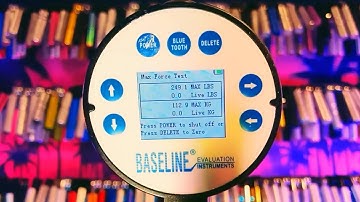 POWER
BLUE
TOOTH
DELETE
Max Force Test
249.1 MAX LBS
0.0 Live LBS
112.9 MAX KG
0.0 Live KG
Press POWER to shut off or
Press DELETE to Zero
BASELINE®
EVALUATION
INSTRUMENTS